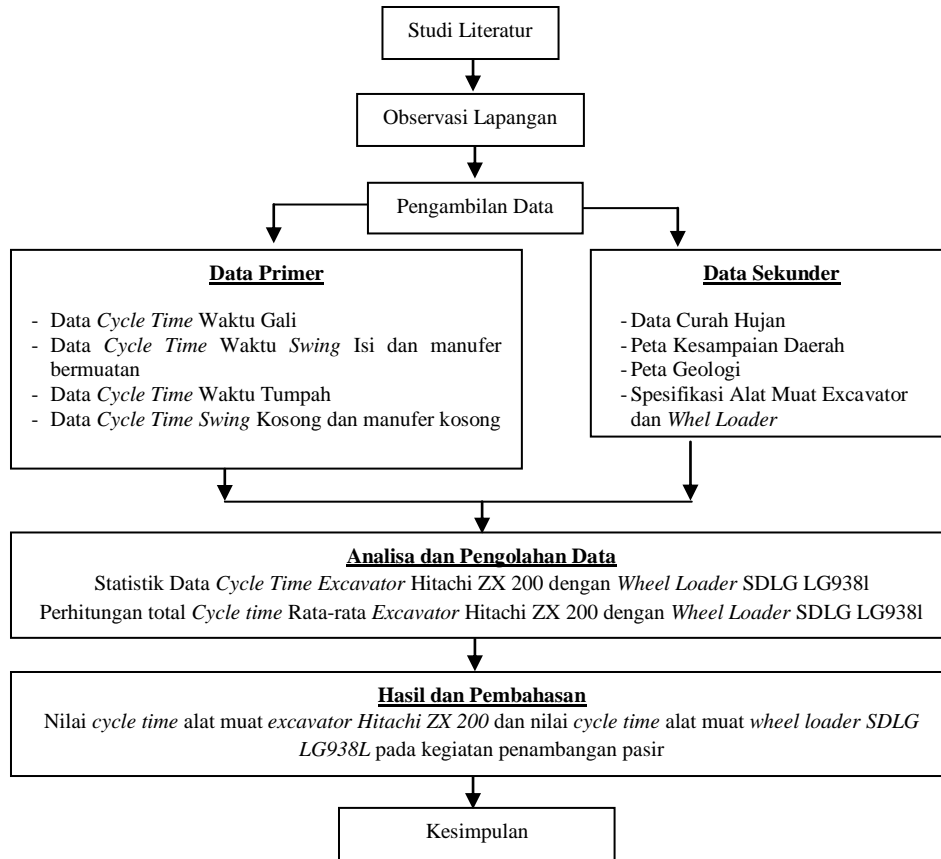 Studi Literatur
Observasi Lapangan
Pengambilan Data
Data Primer
- Data Cycle Time Waktu Gali
- Data Cycle Time Waktu Swing Isi dan manufer
bermuatan
- Data Cycle Time Waktu Tumpah
- Data Cycle Time Swing Kosong dan manufer kosong
Data Sekunder
- Data Curah Hujan
- Peta Kesampaian Daerah
- Peta Geologi
- Spesifikasi Alat Muat Excavator
dan Whel Loader
Analisa dan Pengolahan Data
Statistik Data Cycle Time Excavator Hitachi ZX 200 dengan Wheel Loader SDLG LG938l
Perhitungan total Cycle time Rata-rata Excavator Hitachi ZX 200 dengan Wheel Loader SDLG LG938l
Hasil dan Pembahasan
Nilai cycle time alat muat excavator Hitachi ZX 200 dan nilai cycle time alat muat wheel loader SDLG
LG938L pada kegiatan penambangan pasir
Kesimpulan